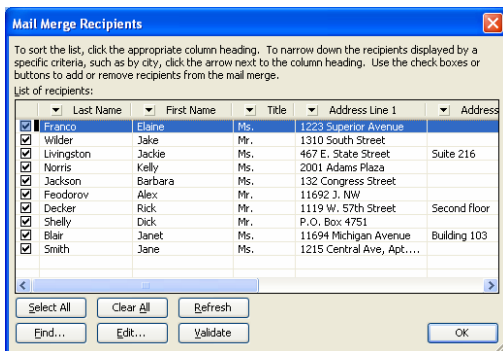 Mail Merge Recipients
To sort the list, click the appropriate column heading. To narrow down the recipients displayed by a
specific criteria, such as by city, click the arrow next to the column heading. Use the check boxes or
buttons to add or remove recipients from the mail merge.
List of recipients:
Last Name First Name Title Address Line 1 Address
Franco Elaine Ms. 1223 Superior Avenue
Wilder Jake Mr. 1310 South Street
Livingston Jackie Ms. 467 E. State Street Suite 216
Norris Kelly Ms. 2001 Adams Plaza
Jackson Barbara Ms. 132 Congress Street
Feodorov Alex Mr. 11692 J. NW
Decker Rick Mr. 1119 W. 57th Street Second floor
Shelly Dick Mr. P.O. Box 4751
Blair Janet Ms. 11694 Michigan Avenue Building 103
Smith Jane Ms. 1215 Central Ave, Apt....
Select All Clear All Refresh
Find... Edit... Validate OK